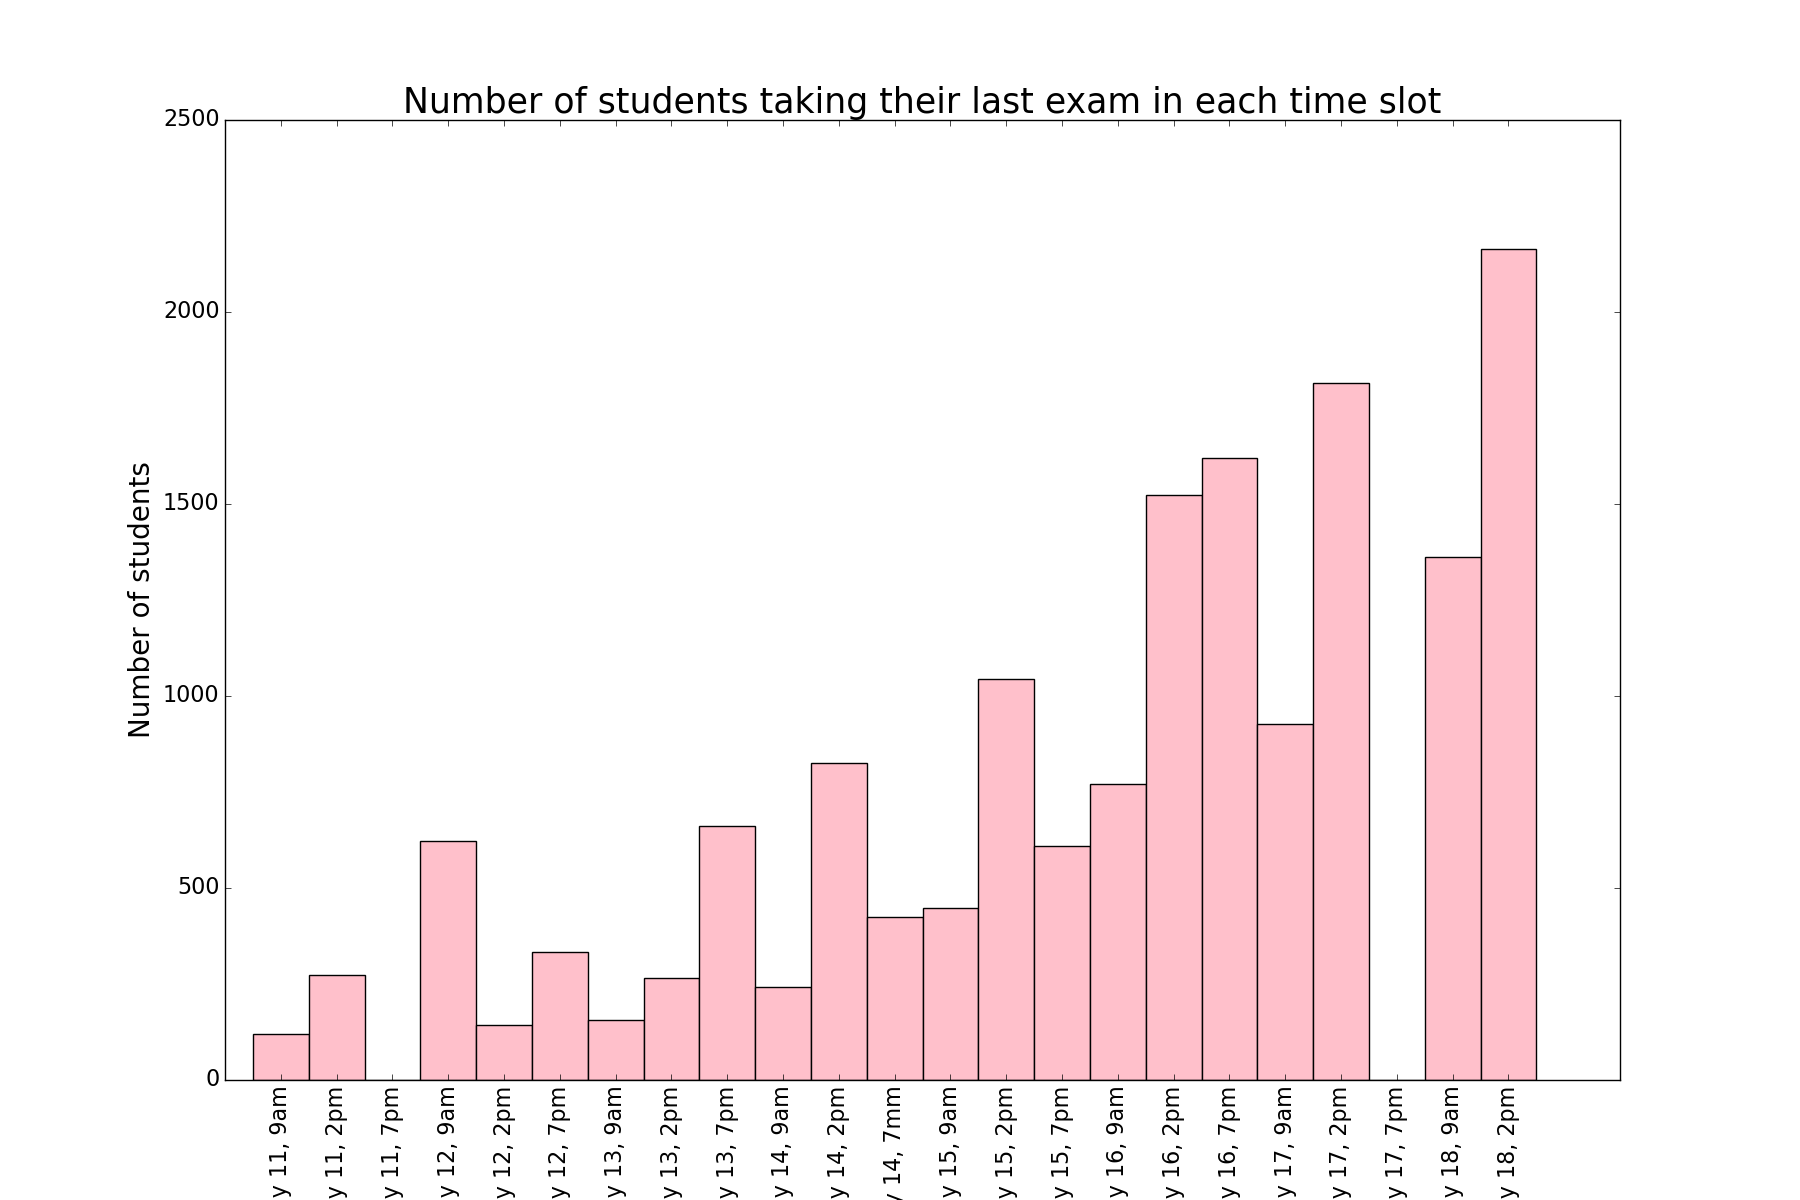 Number of students taking their last exam in each time slot
Number of students
2500
2000
1500
1000
500
0
y 11, 9am
y 11, 2pm
y 11, 7pm
y 12, 9am
y 12, 2pm
y 12, 7pm
y 13, 9am
y 13, 2pm
y 13, 7pm
y 14, 9am
y 14, 2pm
y 14, 7mm
y 15, 9am
y 15, 2pm
y 15, 7pm
y 16, 9am
y 16, 2pm
y 16, 7pm
y 17, 9am
y 17, 2pm
y 17, 7pm
y 18, 9am
y 18, 2pm